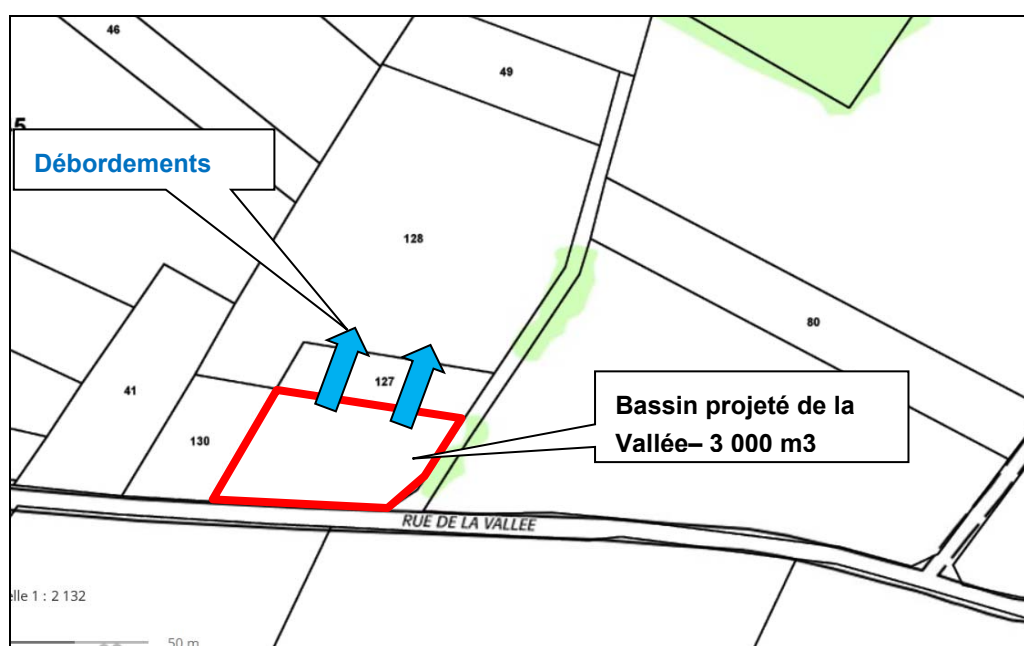 46
49
5
Débordements
128
80
127
41
Bassin projeté de la
Vallée– 3 000 m3
130
RUE DE LA VALLEE
lle 1 : 2 132
50 m